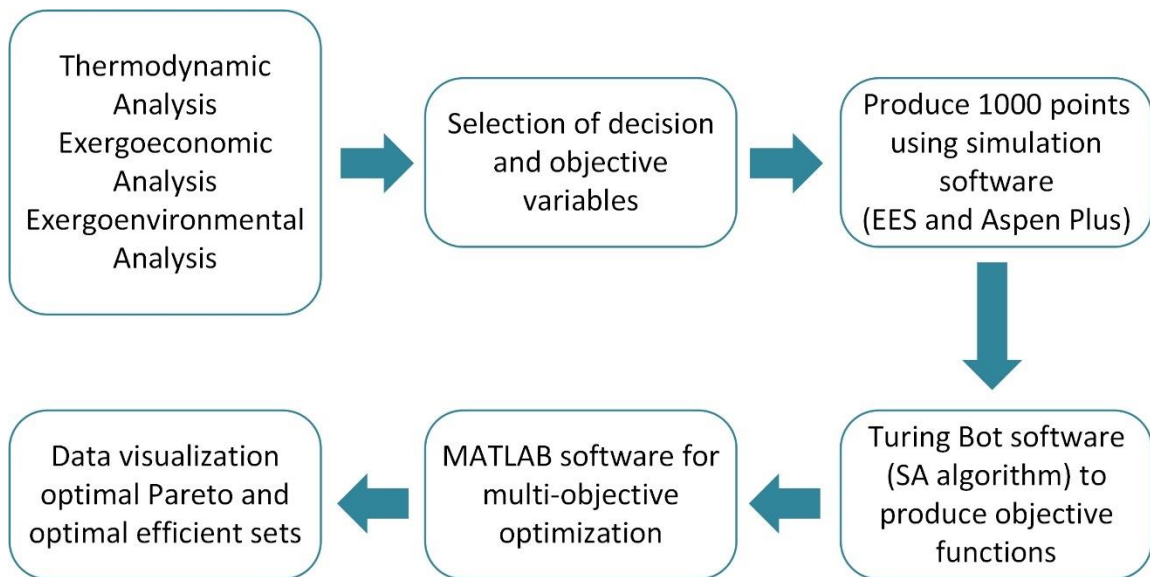 Thermodynamic
Analysis
Exergoeconomic
Analysis
Exergoenvironmental
Analysis
Selection of decision
and objective
variables
Produce 1000 points
using simulation
software
(EES and Aspen Plus)
Turing Bot software
(SA algorithm) to
produce objective
functions
MATLAB software for
multi-objective
optimization
Data visualization
optimal Pareto and
optimal efficient sets